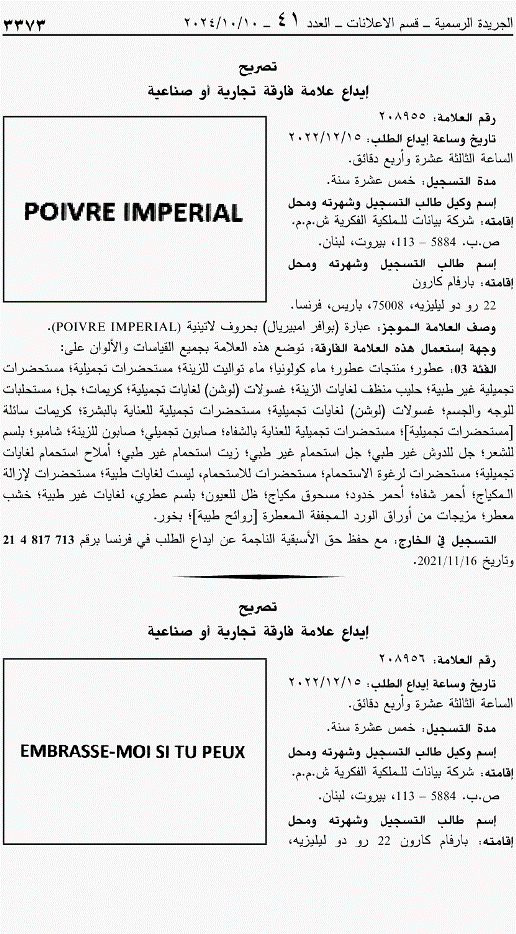 الجريدة الرسمية ـ قسم الاعلانات ـ العدد ٤١ ـ ٢٠٢٤/١٠/١٠
٣٣٧٣
تصريح
إيداع علامة فارقة تجارية أو صناعية
رقم العلامة: ٢٠٨٩٥٥
تاريخ وساعة إيداع الطلب: ٢٠٢٢/١٢/١٥
الساعة الثالثة عشرة وأربع دقائق.
مدة التسجيل: خمس عشرة سنة.
إسم وكيل طالب التسجيل وشهرته ومحل
إقامته: شركة بيانات للملكية الفكرية ش.م.م.
ص.ب. 5884 – 113، بيروت، لبنان.
إسم طالب التسجيل وشهرته ومحل
إقامته: بارفام كارون
22 رو دو ليليزيه، 75008، باريس، فرنسا.
POIVRE IMPERIAL
وصف العلامة الموجز: عبارة (بوافر امبيريال) بحروف لاتينية (POIVRE IMPERIAL).
وجهة إستعمال هذه العلامة الفارقة: توضع هذه العلامة بجميع القياسات والألوان على:
الفئة 03: عطور؛ منتجات عطور؛ ماء كولونيا؛ ماء تواليت للزينة؛ مستحضرات تجميلية؛ مستحضرات
تجميلية غير طبية؛ حليب منظف لغايات الزينة؛ غسولات (لوشن) لغايات تجميلية؛ كريمات؛ جل؛ مستحلبات
للوجه والجسم؛ غسولات (لوشن) لغايات تجميلية؛ مستحضرات تجميلية للعناية بالبشرة؛ كريمات سائلة
[مستحضرات تجميلية]؛ مستحضرات تجميلية للعناية بالشفاه؛ صابون تجميلي؛ صابون للزينة؛ شامبو؛ بلسم
للشعر؛ جل للدوش غير طبي؛ جل استحمام غير طبي؛ زيت استحمام غير طبي؛ أملاح استحمام لغايات
تجميلية؛ مستحضرات لرغوة الاستحمام؛ مستحضرات للاستحمام، ليست لغايات طبية؛ مستحضرات لإزالة
المكياج؛ أحمر شفاه؛ أحمر خدود؛ مسحوق مكياج؛ ظل للعيون؛ بلسم عطري، لغايات غير طبية؛ خشب
معطر؛ مزيجات من أوراق الورد المجففة المعطرة [روائح طيبة]؛ بخور.
التسجيل في الخارج: مع حفظ حق الأسبقية الناجمة عن ايداع الطلب في فرنسا برقم 713 817 4 21
وتاريخ 2021/11/16.
تصريح
إيداع علامة فارقة تجارية أو صناعية
رقم العلامة: ٢٠٨٩٥٦
تاريخ وساعة إيداع الطلب: ٢٠٢٢/١٢/١٥
الساعة الثالثة عشرة وأربع دقائق.
مدة التسجيل: خمس عشرة سنة.
إسم وكيل طالب التسجيل وشهرته ومحل
إقامته: شركة بيانات للملكية الفكرية ش.م.م.
ص.ب. 5884 – 113، بيروت، لبنان.
إسم طالب التسجيل وشهرته ومحل
إقامته: بارفام كارون 22 رو دو ليليزيه،
EMBRASSE-MOI SI TU PEUX